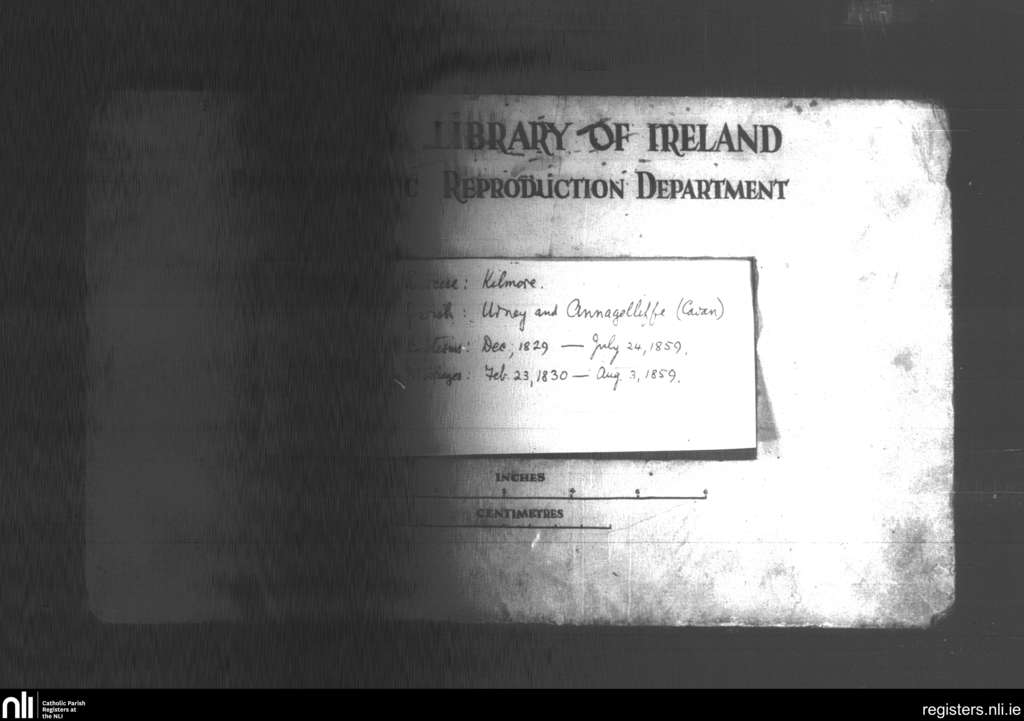 LIBRARY OF IRELAND
REPRODUCTION DEPARTMENT
Kilmore.
Urney and Annagelliffe (Cavan)
Dec, 1829 — July 24, 1859.
Feb. 23, 1830 — Aug. 3, 1859.
INCHES
CENTIMETRES
nli Catholic Parish
Registers at
the NLI
registers.nli.ie